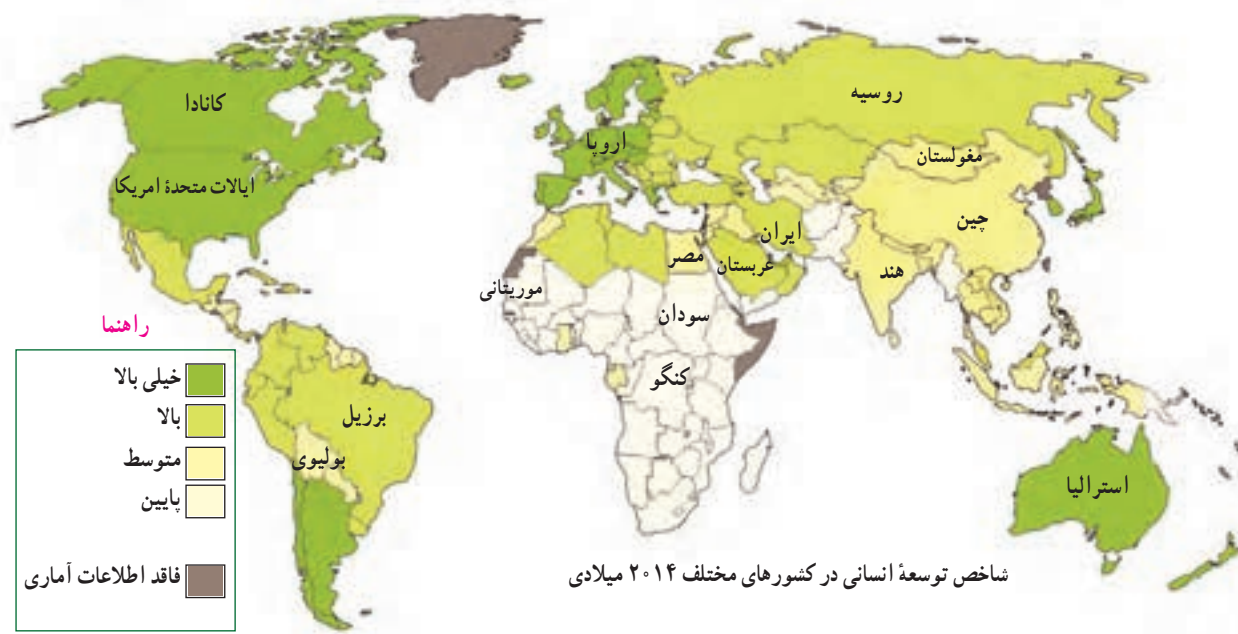 کانادا
ایالات متحدهٔ امریکا
روسیه
اروپا
مغولستان
چین
ایران
عربستان
مصر
هند
موریتانی
سودان
کنگو
برزیل
بولیوی
استرالیا
راهنما
خیلی بالا
بالا
متوسط
پایین
فاقد اطلاعات آماری
شاخص توسعهٔ انسانی در کشورهای مختلف ۲۰۱۴ میلادی